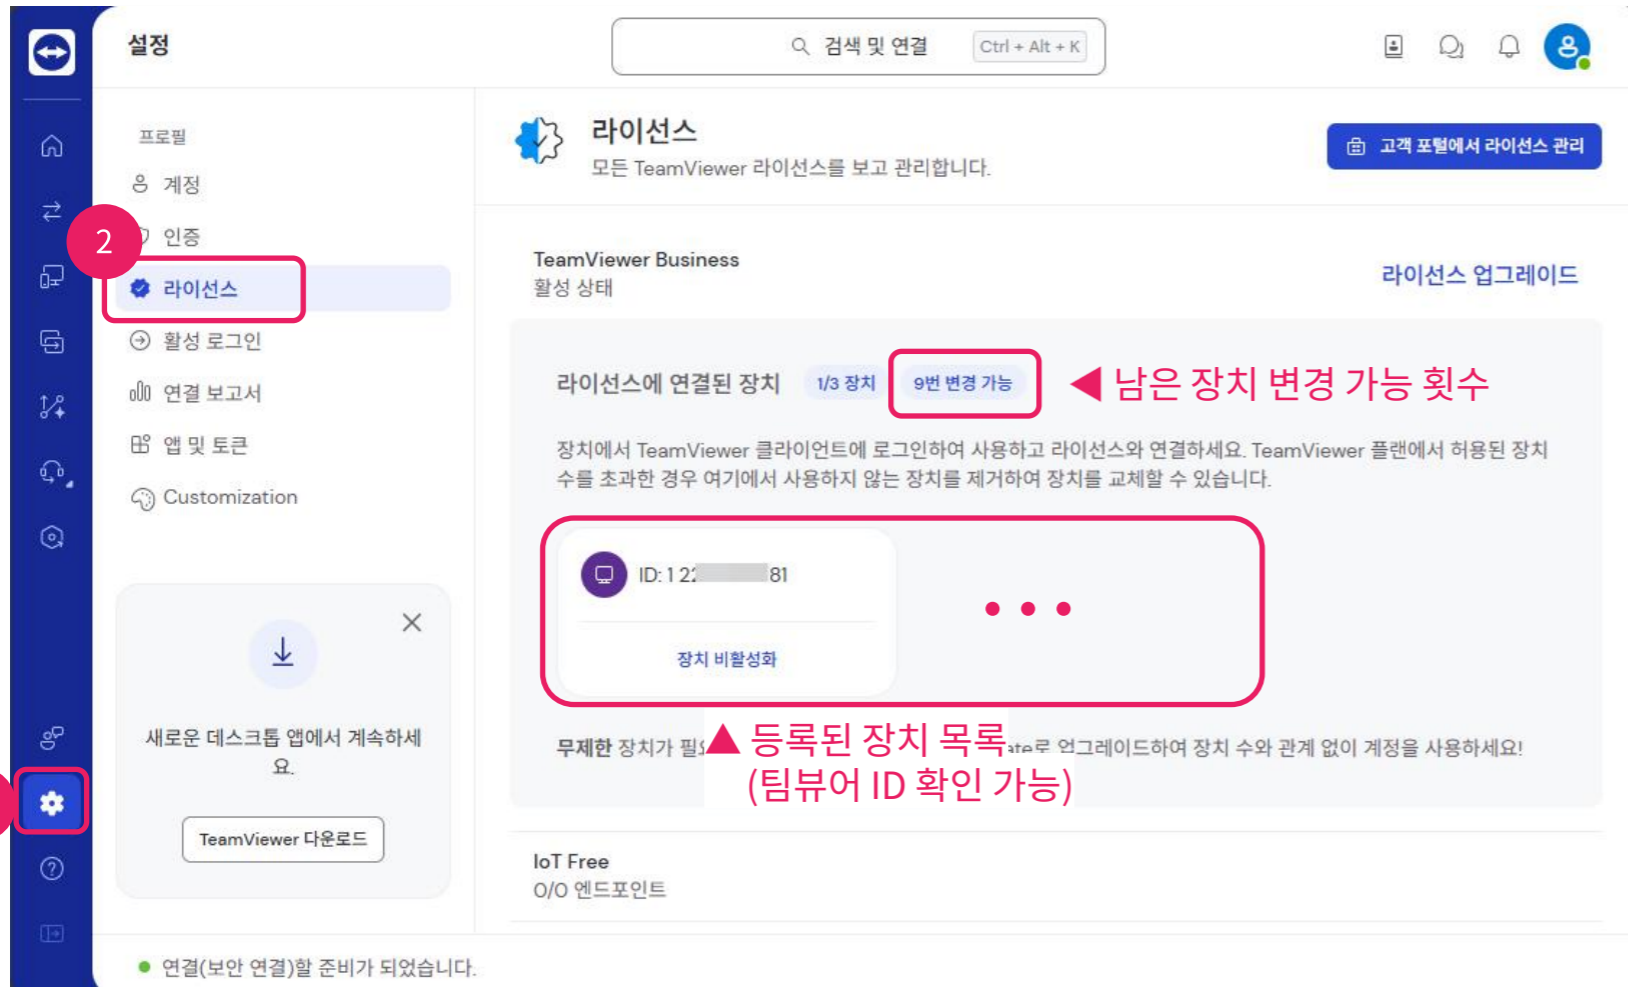 설정
검색 및 연결 Ctrl + Alt + K
프로필
계정
인증
2
라이선스
활성 로그인
연결 보고서
앱 및 토큰
Customization
새로운 데스크톱 앱에서 계속하세
요.
TeamViewer 다운로드
라이선스
모든 TeamViewer 라이선스를 보고 관리합니다.
고객 포털에서 라이선스 관리
TeamViewer Business
활성 상태
라이선스 업그레이드
라이선스에 연결된 장치 1/3 장치 9번 변경 가능 ◀ 남은 장치 변경 가능 횟수
장치에서 TeamViewer 클라이언트에 로그인하여 사용하고 라이선스와 연결하세요. TeamViewer 플랜에서 허용된 장치
수를 초과한 경우 여기에서 사용하지 않는 장치를 제거하여 장치를 교체할 수 있습니다.
ID: 1 22 81
장치 비활성화
무제한 장치가 로 업그레이드하여 장치 수와 관계 없이 계정을 사용하세요!
▲ 등록된 장치 목록
(팀뷰어 ID 확인 가능)
IoT Free
0/0 엔드포인트
연결(보안 연결)할 준비가 되었습니다.